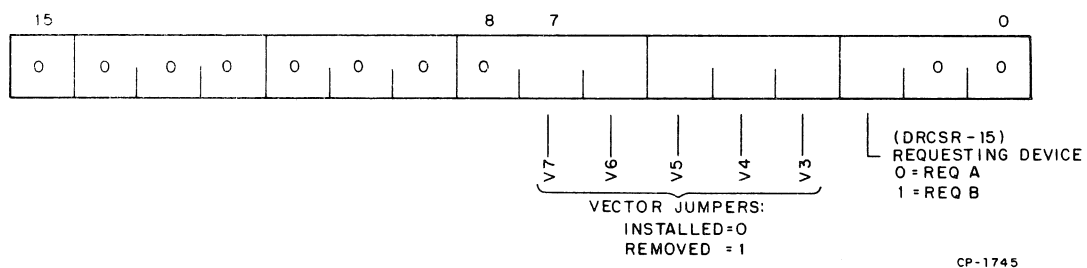 15 8 7 0
0 0 0 0 0 0 0 0 0 0
V7 V6 V5 V4 V3
(DRCSR-15)
REQUESTING DEVICE
0 = REQ A
1 = REQ B
VECTOR JUMPERS:
INSTALLED=0
REMOVED = 1
CP-1745